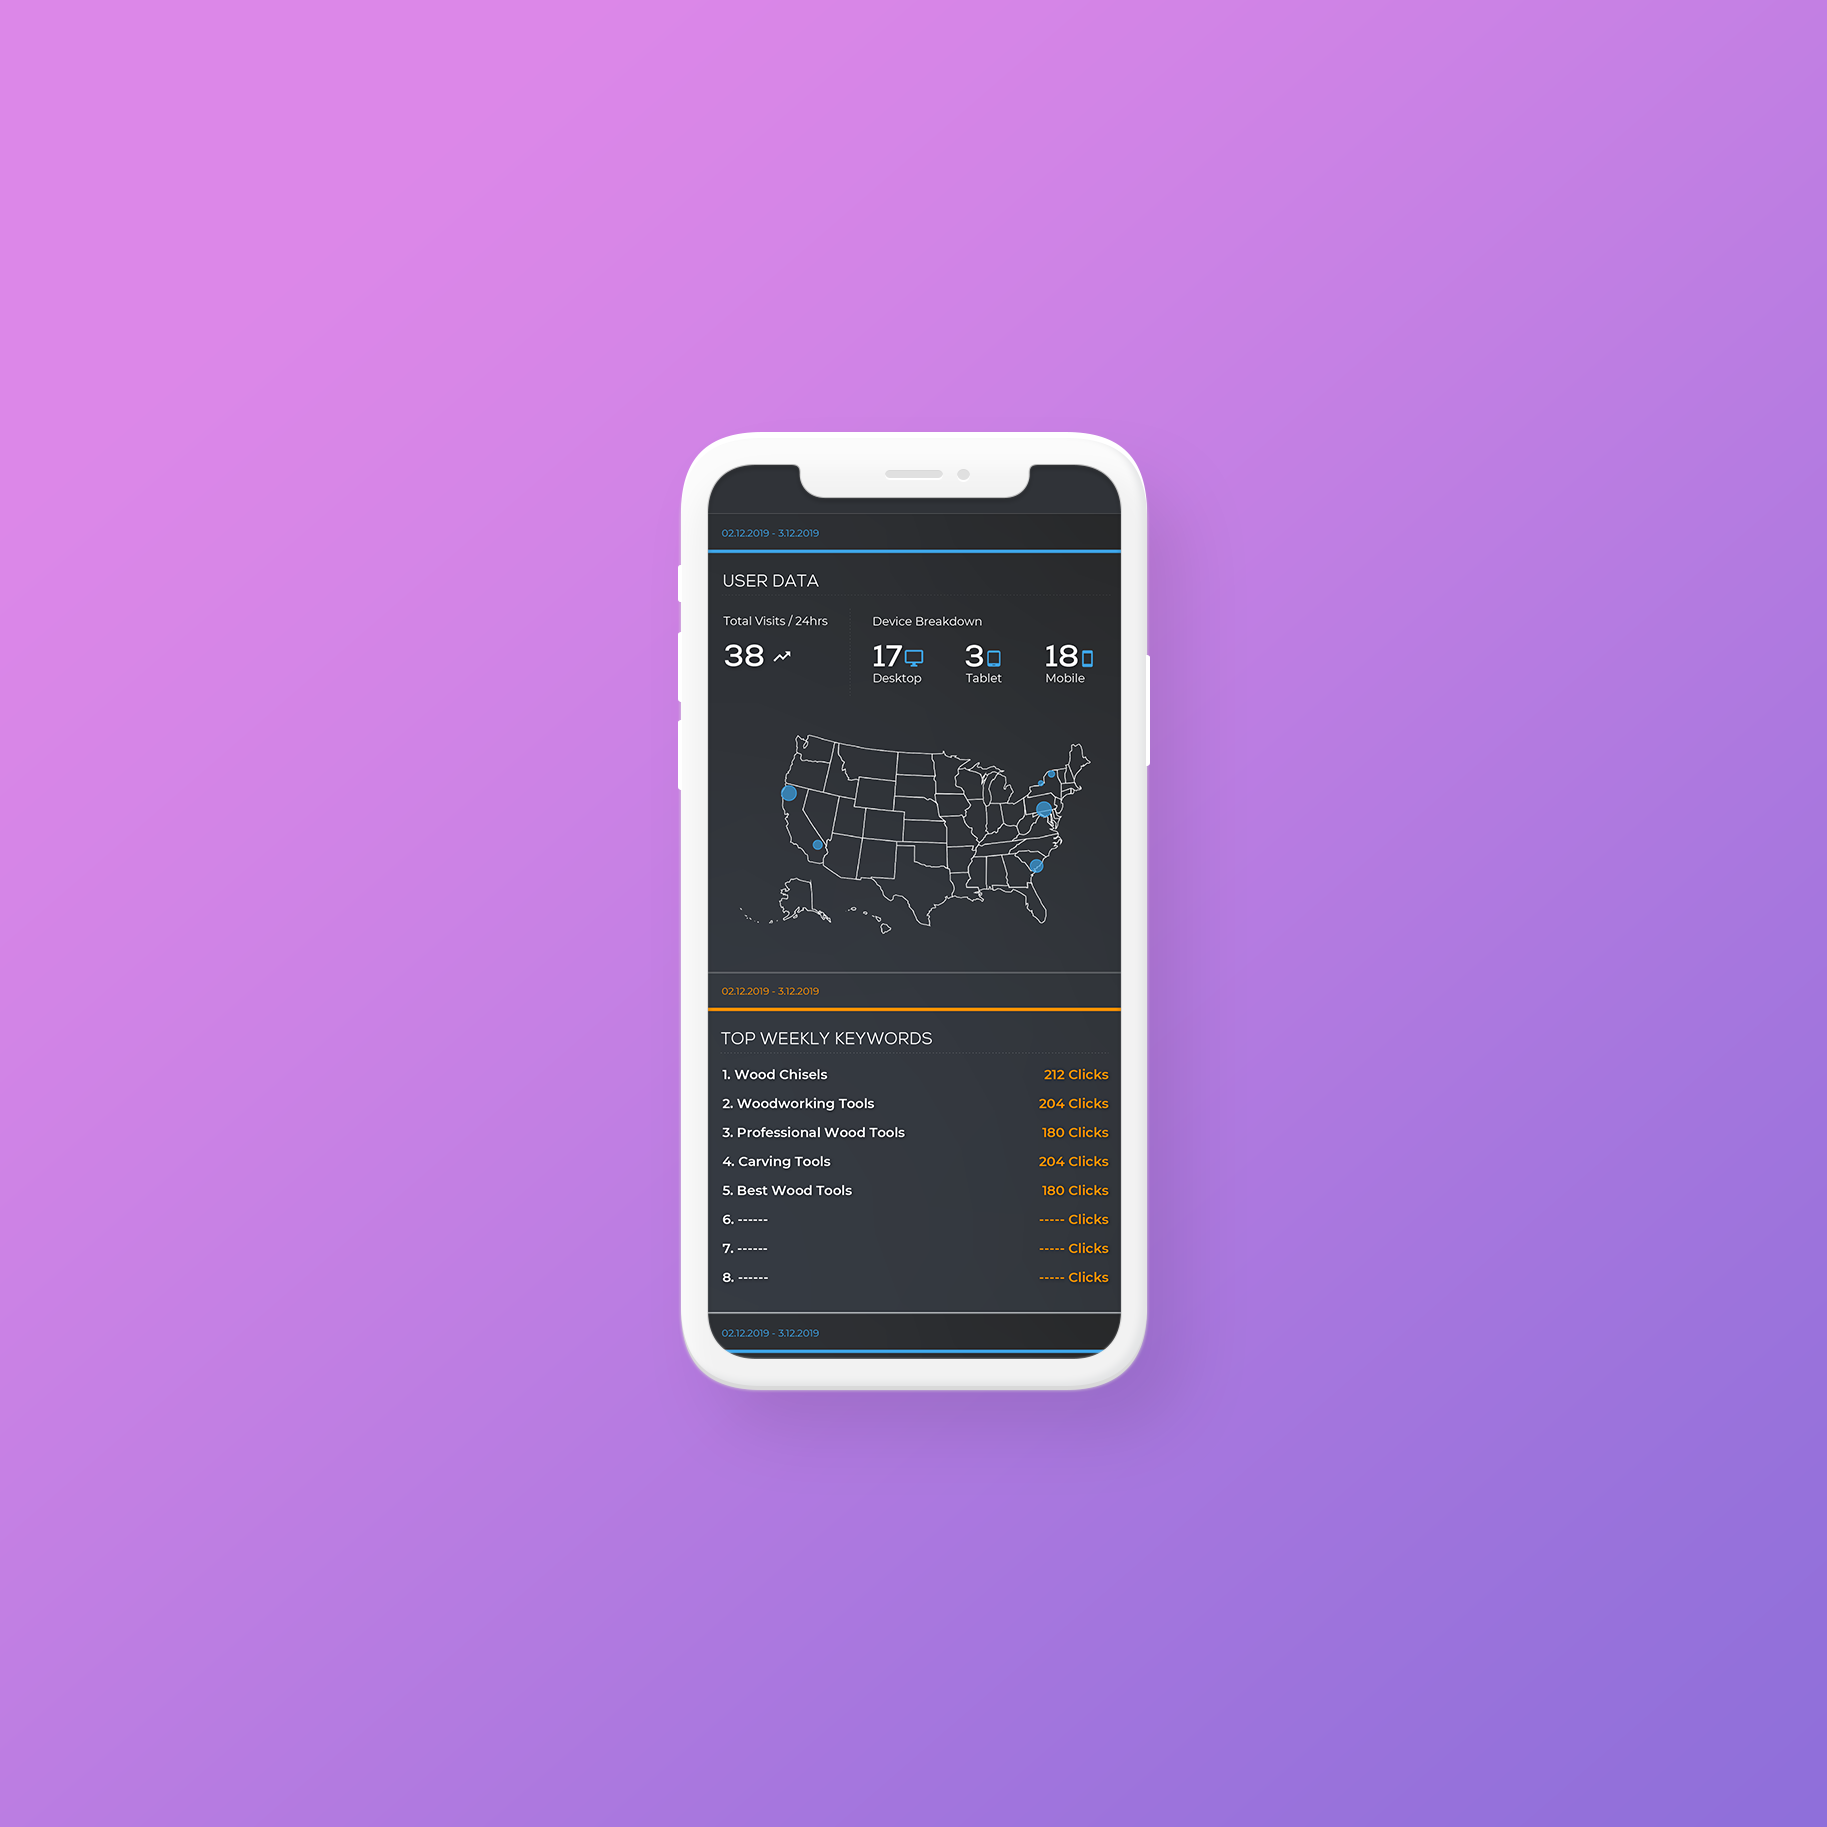 02.12.2019 - 3.12.2019
USER DATA
Total Visits / 24hrs
38
Device Breakdown
17
Desktop
3
Tablet
18
Mobile
02.12.2019 - 3.12.2019
TOP WEEKLY KEYWORDS
1. Wood Chisels 212 Clicks
2. Woodworking Tools 204 Clicks
3. Professional Wood Tools 180 Clicks
4. Carving Tools 204 Clicks
5. Best Wood Tools 180 Clicks
6. ------ ----- Clicks
7. ------ ----- Clicks
8. ------ ----- Clicks
02.12.2019 - 3.12.2019